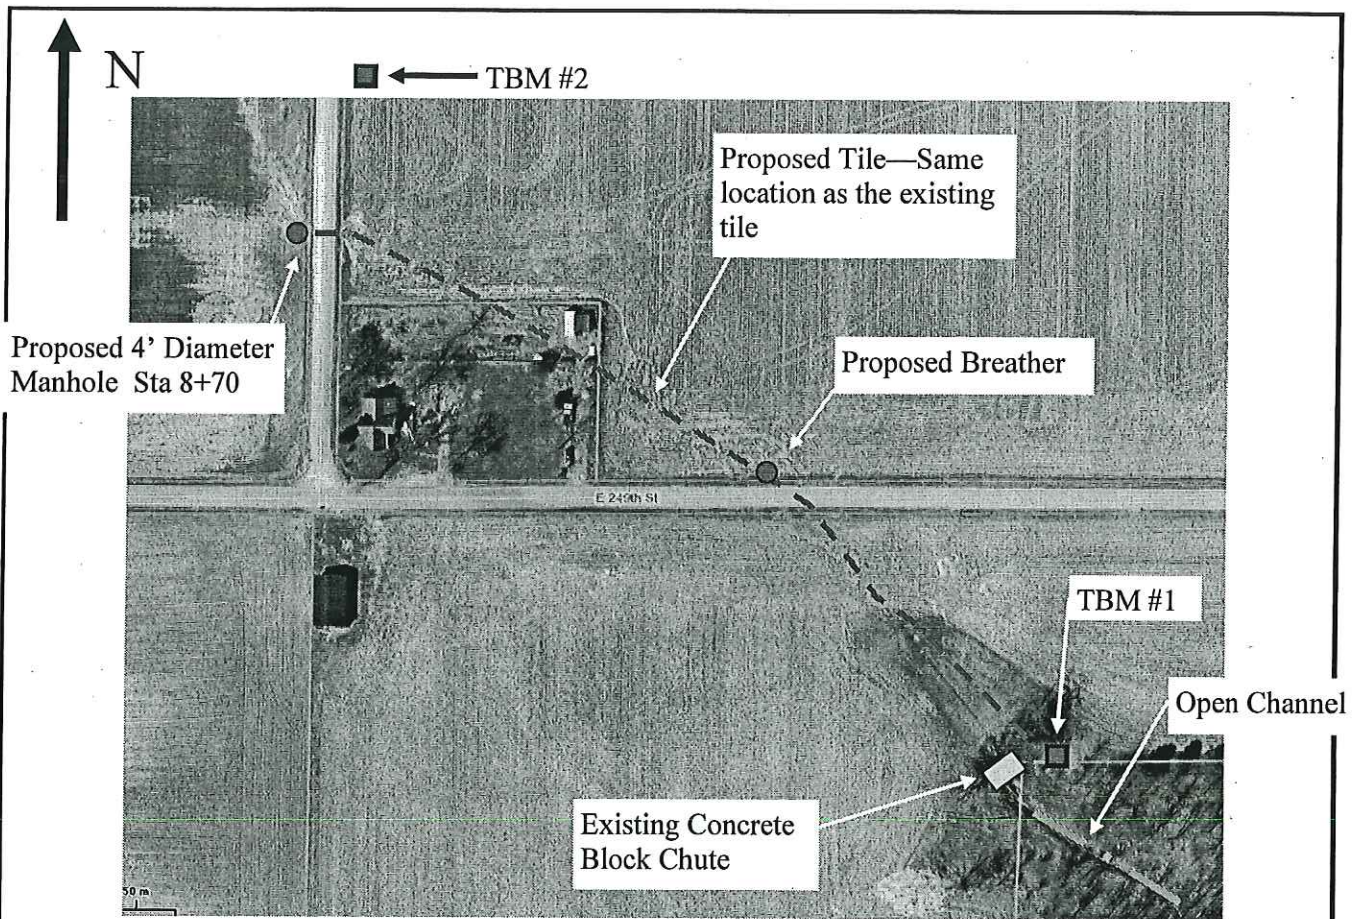 N
TBM #2
Proposed Tile—Same
location as the existing
tile
Proposed Breather
Proposed 4’ Diameter
Manhole Sta 8+70
E 249th St
TBM #1
Open Channel
Existing Concrete
Block Chute
50 m